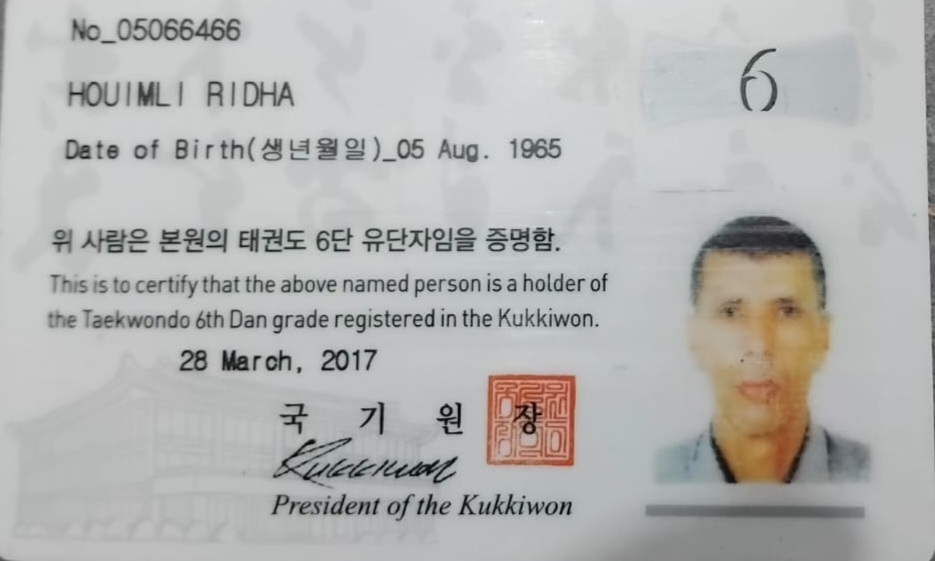 No_05066466
6
HOUIMLI RIDHA
Date of Birth(생년월일)_05 Aug. 1965
위 사람은 본원의 태권도 6단 유단자임을 증명함.
This is to certify that the above named person is a holder of
the Taekwondo 6th Dan grade registered in the Kukkiwon.
28 March, 2017
국 기 원 장
Kukkiwon
President of the Kukkiwon